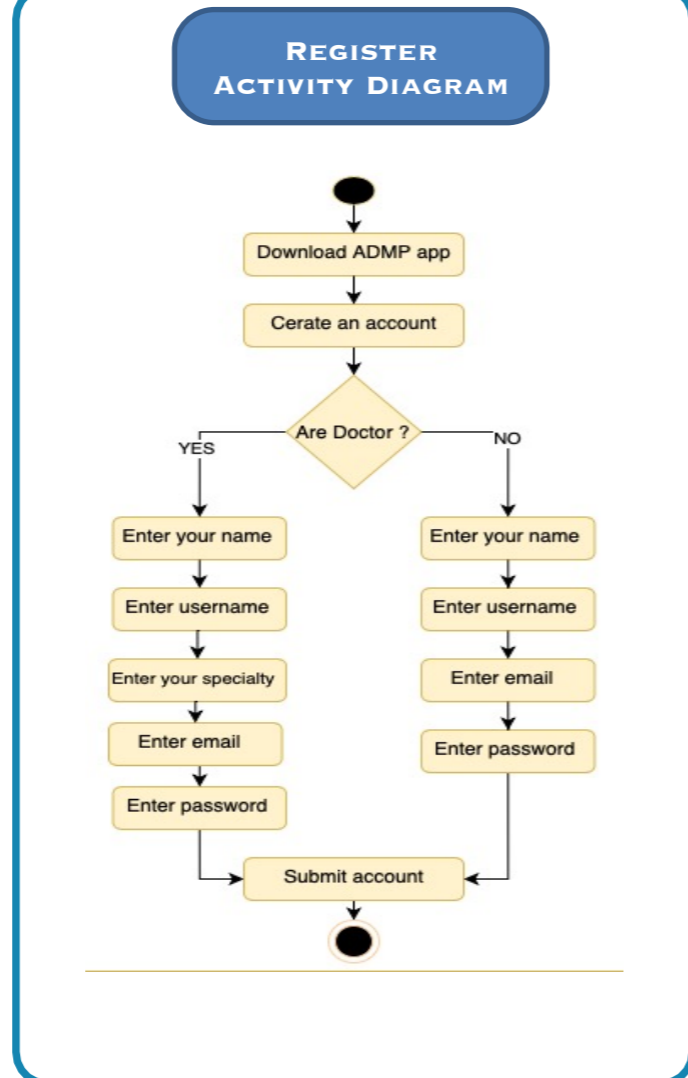 REGISTER
ACTIVITY DIAGRAM
Download ADMP app
Cerate an account
Are Doctor ?
YES
NO
Enter your name
Enter username
Enter your specialty
Enter email
Enter password
Enter your name
Enter username
Enter email
Enter password
Submit account